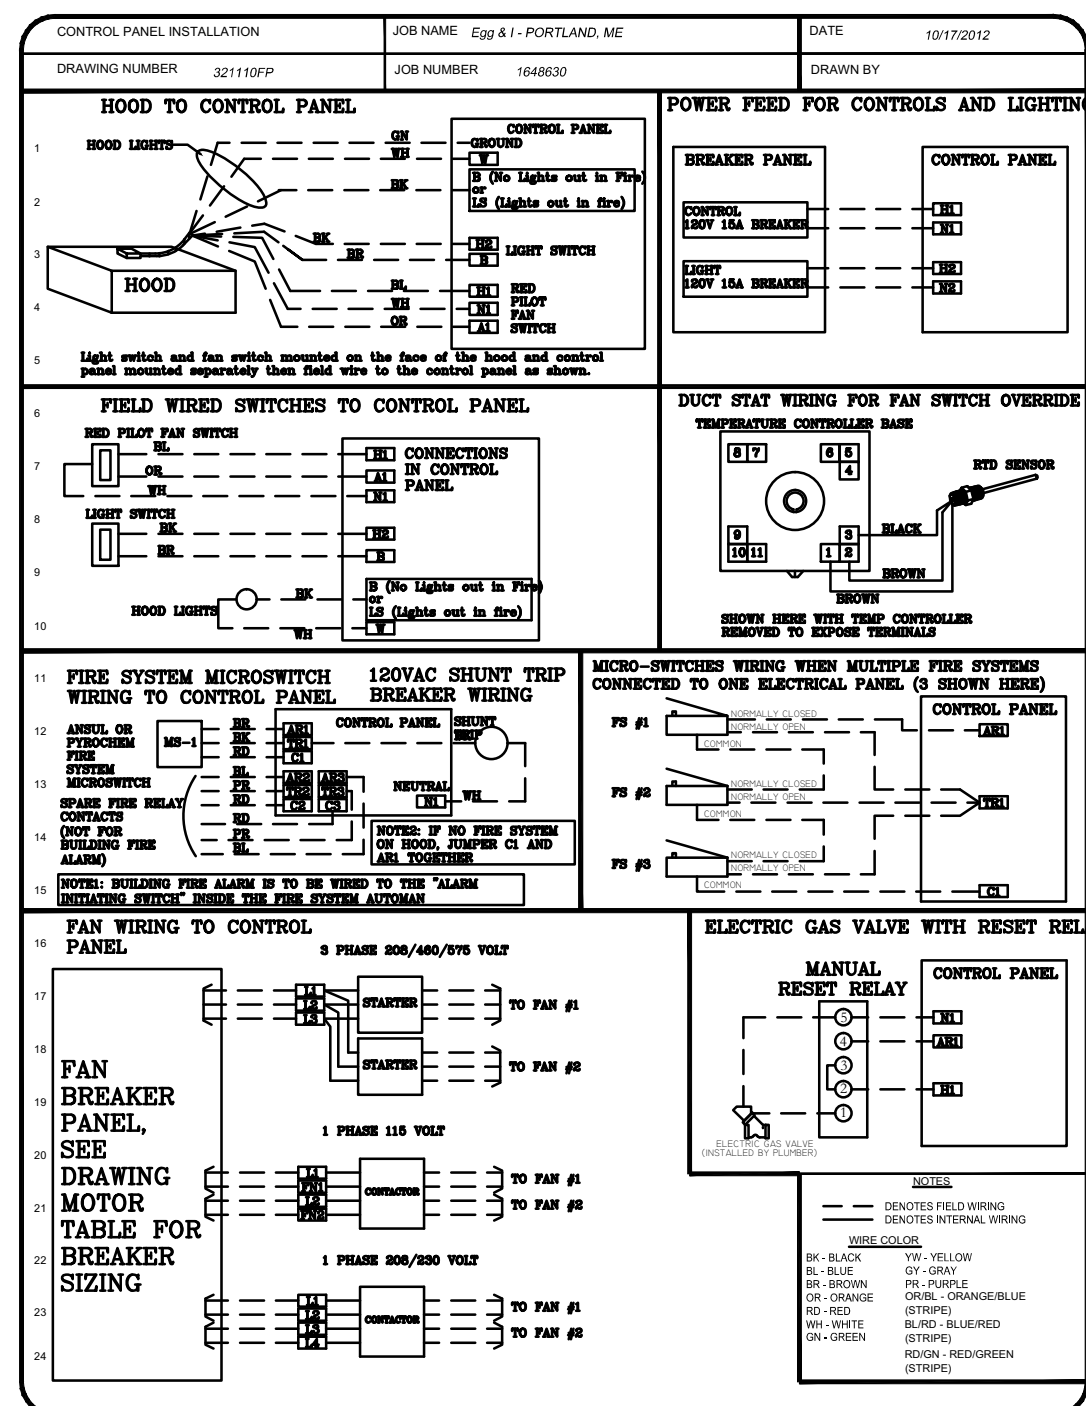 CONTROL PANEL INSTALLATION
JOB NAME Egg & I - PORTLAND, ME
DATE 10/17/2012
DRAWING NUMBER 321110FP
JOB NUMBER 1648630
DRAWN BY
HOOD TO CONTROL PANEL
1
2
3
4
5
HOOD LIGHTS
GN
WH
BK
CONTROL PANEL
GROUND
W
B (No Lights out in Fire)
or
LS (Lights out in fire)
BK
BR
H2
B
LIGHT SWITCH
HOOD
BL
WH
OR
H1
N1
A1
RED
PILOT
FAN
SWITCH
Light switch and fan switch mounted on the face of the hood and control
panel mounted separately then field wire to the control panel as shown.
POWER FEED FOR CONTROLS AND LIGHTING
BREAKER PANEL
CONTROL PANEL
CONTROL
120V 15A BREAKER
H1
N1
LIGHT
120V 15A BREAKER
H2
N2
6
7
8
9
10
FIELD WIRED SWITCHES TO CONTROL PANEL
RED PILOT FAN SWITCH
BL
OR
WH
H1
A1
N1
CONNECTIONS
IN CONTROL
PANEL
LIGHT SWITCH
BK
BR
H2
B
HOOD LIGHTS
BK
WH
B (No Lights out in Fire)
or
LS (Lights out in fire)
W
DUCT STAT WIRING FOR FAN SWITCH OVERRIDE
TEMPERATURE CONTROLLER BASE
8 7
6 5
4
RTD SENSOR
9
10 11
3
1 2
BLACK
BROWN
BROWN
SHOWN HERE WITH TEMP CONTROLLER
REMOVED TO EXPOSE TERMINALS
11
12
13
14
15
FIRE SYSTEM MICROSWITCH
WIRING TO CONTROL PANEL
120VAC SHUNT TRIP
BREAKER WIRING
ANSUL OR
PYROCHEM
FIRE
SYSTEM
MICROSWITCH
MS-1
BR
BK
RD
AR1
TR1
C1
CONTROL PANEL
SHUNT
TRIP
SPARE FIRE RELAY
CONTACTS
(NOT FOR
BUILDING FIRE
ALARM)
BL
PR
RD
RD
PR
BL
AR2
TR2
C2
AR3
TR3
C3
NEUTRAL
N1
WH
NOTE2: IF NO FIRE SYSTEM
ON HOOD, JUMPER C1 AND
AR1 TOGETHER
NOTE1: BUILDING FIRE ALARM IS TO BE WIRED TO THE "ALARM
INITIATING SWITCH" INSIDE THE FIRE SYSTEM AUTOMAN
MICRO-SWITCHES WIRING WHEN MULTIPLE FIRE SYSTEMS
CONNECTED TO ONE ELECTRICAL PANEL (3 SHOWN HERE)
CONTROL PANEL
FS #1
NORMALLY CLOSED
NORMALLY OPEN
COMMON
AR1
FS #2
NORMALLY CLOSED
NORMALLY OPEN
COMMON
TR1
FS #3
NORMALLY CLOSED
NORMALLY OPEN
COMMON
C1
16
17
18
19
20
21
22
23
24
FAN WIRING TO CONTROL
PANEL
3 PHASE 208/460/575 VOLT
L1
L2
L3
STARTER
TO FAN #1
STARTER
TO FAN #2
FAN
BREAKER
PANEL,
SEE
DRAWING
MOTOR
TABLE FOR
BREAKER
SIZING
1 PHASE 115 VOLT
L1
FN1
L2
FN2
CONTACTOR
TO FAN #1
TO FAN #2
1 PHASE 208/230 VOLT
L1
L2
L3
L4
CONTACTOR
TO FAN #1
TO FAN #2
ELECTRIC GAS VALVE WITH RESET REL
MANUAL
RESET RELAY
CONTROL PANEL
5
4
3
2
1
N1
AR1
H1
ELECTRIC GAS VALVE
(INSTALLED BY PLUMBER)
NOTES
DENOTES FIELD WIRING
DENOTES INTERNAL WIRING
WIRE COLOR
BK - BLACK
BL - BLUE
BR - BROWN
OR - ORANGE
RD - RED
WH - WHITE
GN - GREEN
YW - YELLOW
GY - GRAY
PR - PURPLE
OR/BL - ORANGE/BLUE
(STRIPE)
BL/RD - BLUE/RED
(STRIPE)
RD/GN - RED/GREEN
(STRIPE)